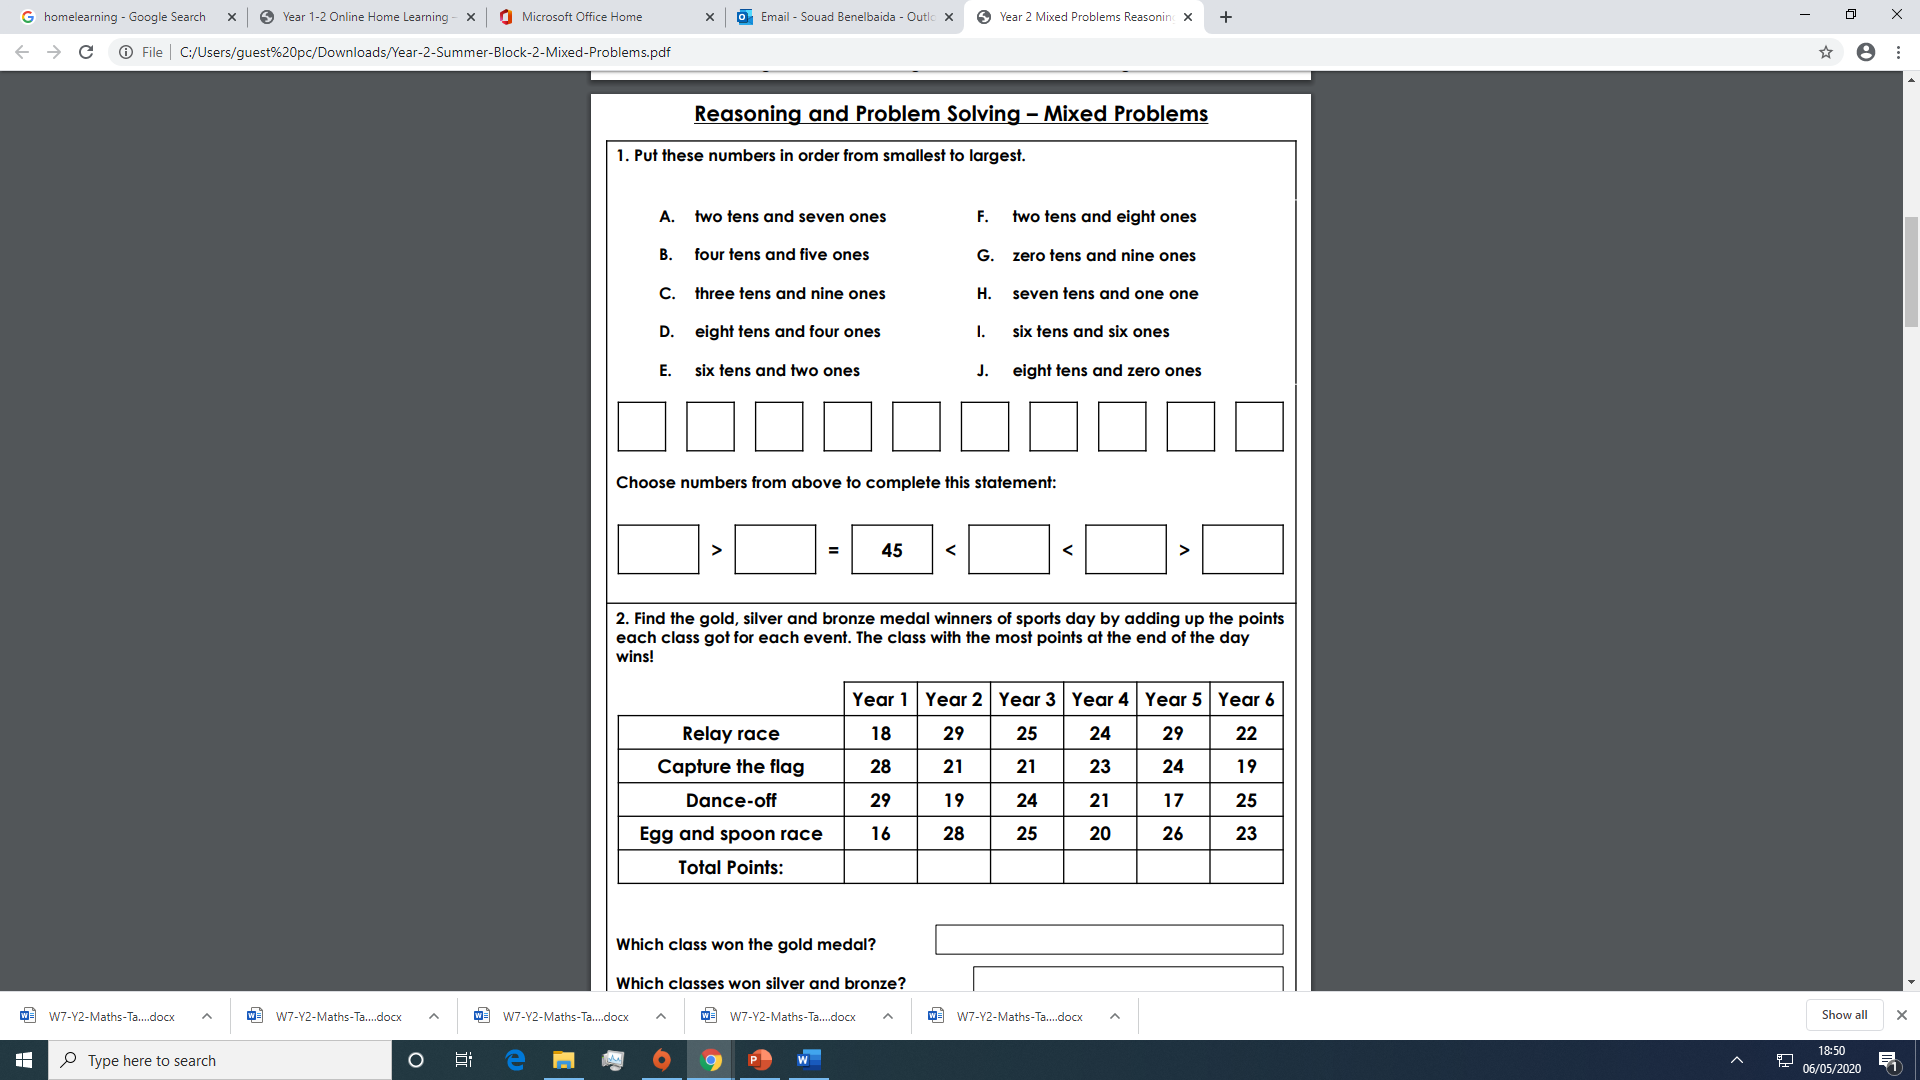 homelearning - Google Search
Year 1-2 Online Home Learning -
Microsoft Office Home
Email - Souad Benelbaida - Outlo
Year 2 Mixed Problems Reasonin
File
C:/Users/guest%20pc/Downloads/Year-2-Summer-Block-2-Mixed-Problems.pdf
Reasoning and Problem Solving – Mixed Problems
1. Put these numbers in order from smallest to largest.
A. two tens and seven ones
F. two tens and eight ones
B. four tens and five ones
G. zero tens and nine ones
C. three tens and nine ones
H. seven tens and one one
D. eight tens and four ones
I. six tens and six ones
E. six tens and two ones
J. eight tens and zero ones
Choose numbers from above to complete this statement:
> = 45 < < >
2. Find the gold, silver and bronze medal winners of sports day by adding up the points
each class got for each event. The class with the most points at the end of the day
wins!
Year 1 Year 2 Year 3 Year 4 Year 5 Year 6
Relay race 18 29 25 24 29 22
Capture the flag 28 21 21 23 24 19
Dance-off 29 19 24 21 17 25
Egg and spoon race 16 28 25 20 26 23
Total Points:
Which class won the gold medal?
Which classes won silver and bronze?
W7-Y2-Maths-Ta....docx
W7-Y2-Maths-Ta....docx
W7-Y2-Maths-Ta....docx
W7-Y2-Maths-Ta....docx
W7-Y2-Maths-Ta....docx
Show all
Type here to search
18:50
06/05/2020
1